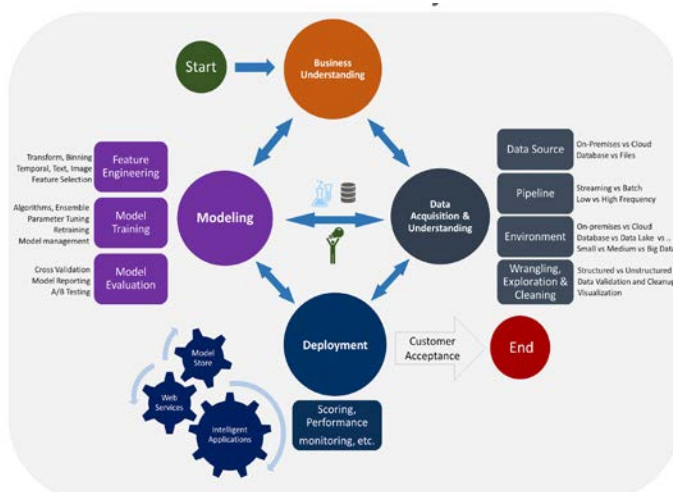 Start
Business
Understanding
Transform, Binning
Temporal, Text, Image
Feature Selection
Feature
Engineering
Algorithms, Ensemble
Parameter Tuning
Retraining
Model management
Model
Training
Cross Validation
Model Reporting
A/B Testing
Model
Evaluation
Modeling
Data
Acquisition &
Understanding
Data Source
On-Premises vs Cloud
Database vs Files
Pipeline
Streaming vs Batch
Low vs High Frequency
Environment
On-premises vs Cloud
Database vs Data Lake vs ..
Small vs Medium vs Big Data
Wrangling,
Exploration &
Cleaning
Structured vs Unstructured
Data Validation and Cleanup
Visualization
Deployment
Customer
Acceptance
End
Scoring,
Performance
monitoring, etc.
Model
Store
Web
Services
Intelligent
Applications